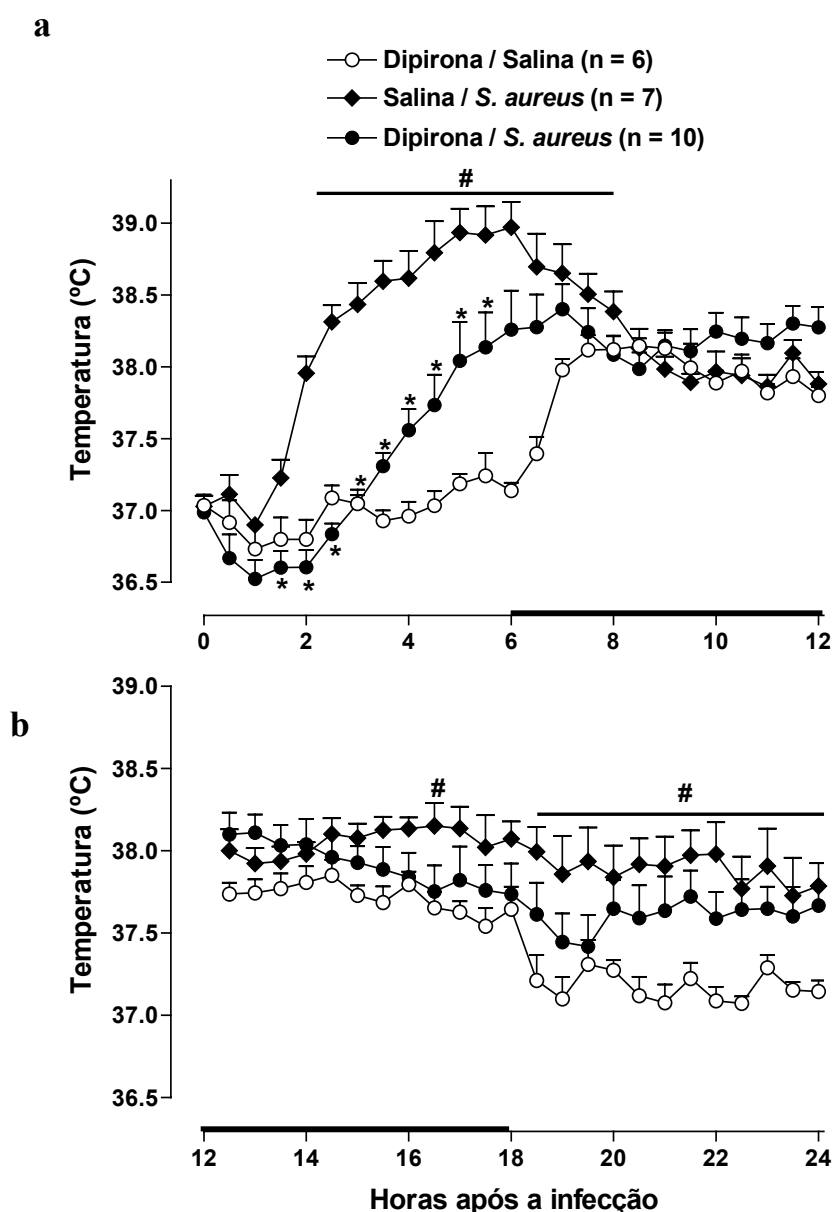 a
Dipirona / Salina (n = 6)
Salina / S. aureus (n = 7)
Dipirona / S. aureus (n = 10)
#
39.0
38.5
38.0
37.5
37.0
36.5
Temperatura (ºC)
* * * * * * * * *
0 2 4 6 8 10 12
b
39.0
38.5
38.0
37.5
37.0
36.5
Temperatura (ºC)
# #
12 14 16 18 20 22 24
Horas após a infecção